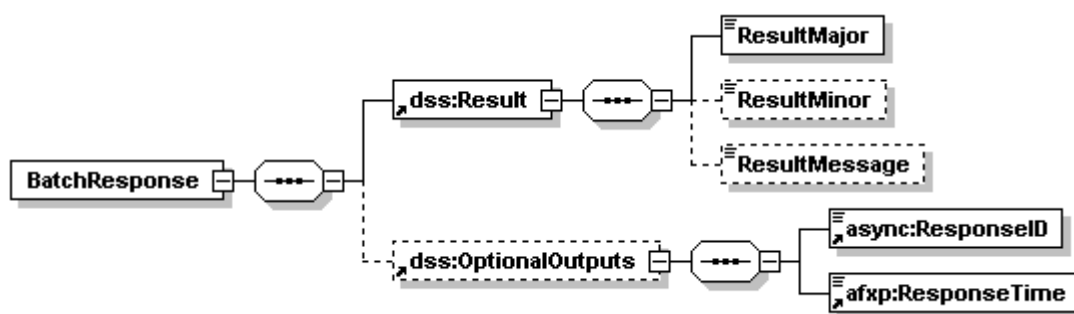 ResultMajor
dss:Result
ResultMinor
ResultMessage
BatchResponse
async:ResponseID
dss:OptionalOutputs
afxp:ResponseTime